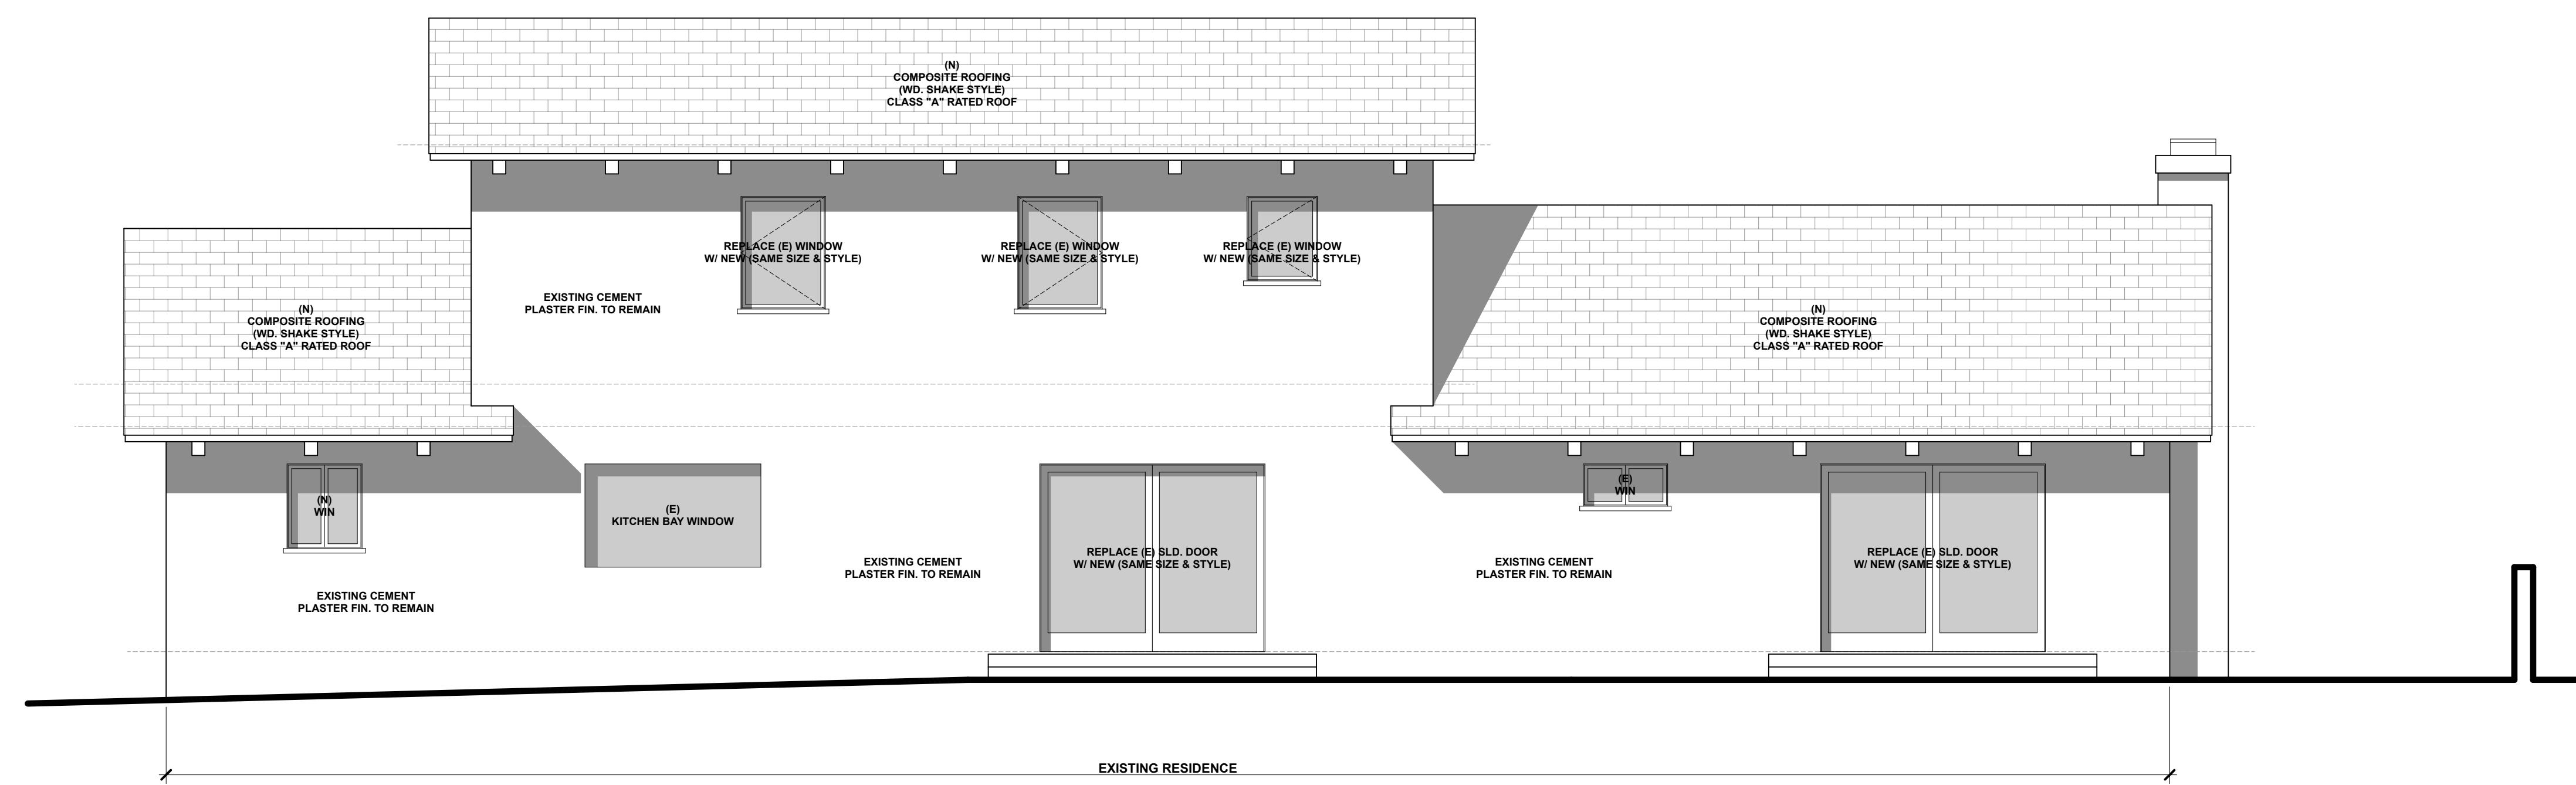 (N)
COMPOSITE ROOFING
(WD. SHAKE STYLE)
CLASS "A" RATED ROOF
REPLACE (E) WINDOW
W/ NEW (SAME SIZE & STYLE)
REPLACE (E) WINDOW
W/ NEW (SAME SIZE & STYLE)
REPLACE (E) WINDOW
W/ NEW (SAME SIZE & STYLE)
EXISTING CEMENT
PLASTER FIN. TO REMAIN
(N)
COMPOSITE ROOFING
(WD. SHAKE STYLE)
CLASS "A" RATED ROOF
(N)
COMPOSITE ROOFING
(WD. SHAKE STYLE)
CLASS "A" RATED ROOF
(N)
WIN
(E)
KITCHEN BAY WINDOW
(E)
WIN
EXISTING CEMENT
PLASTER FIN. TO REMAIN
REPLACE (E) SLD. DOOR
W/ NEW (SAME SIZE & STYLE)
EXISTING CEMENT
PLASTER FIN. TO REMAIN
REPLACE (E) SLD. DOOR
W/ NEW (SAME SIZE & STYLE)
EXISTING CEMENT
PLASTER FIN. TO REMAIN
EXISTING RESIDENCE